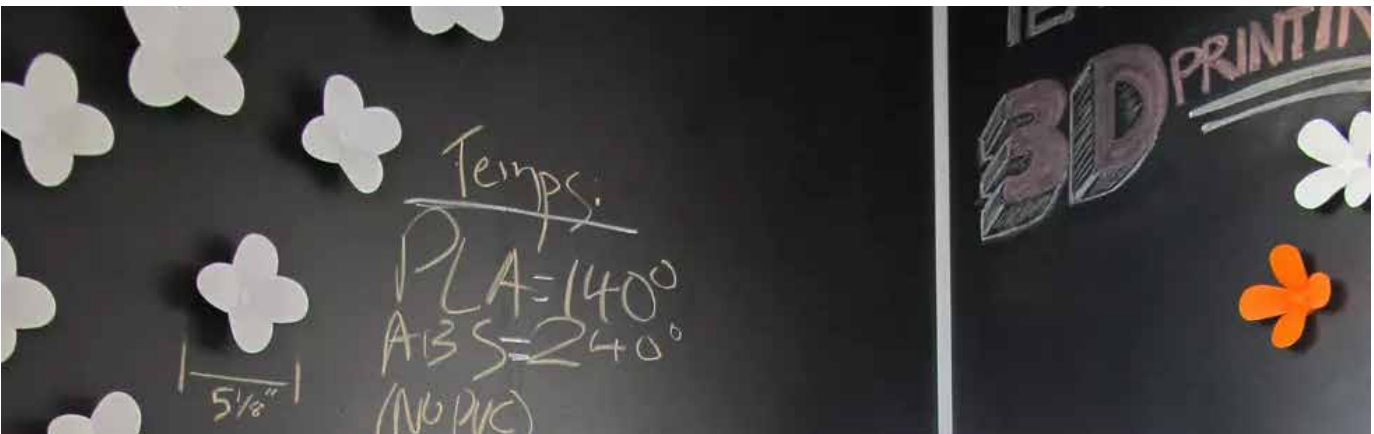 Temps.
PLA=140°
ABS=240°
(NO PVC)
5 1/8"
3D PRINTIN